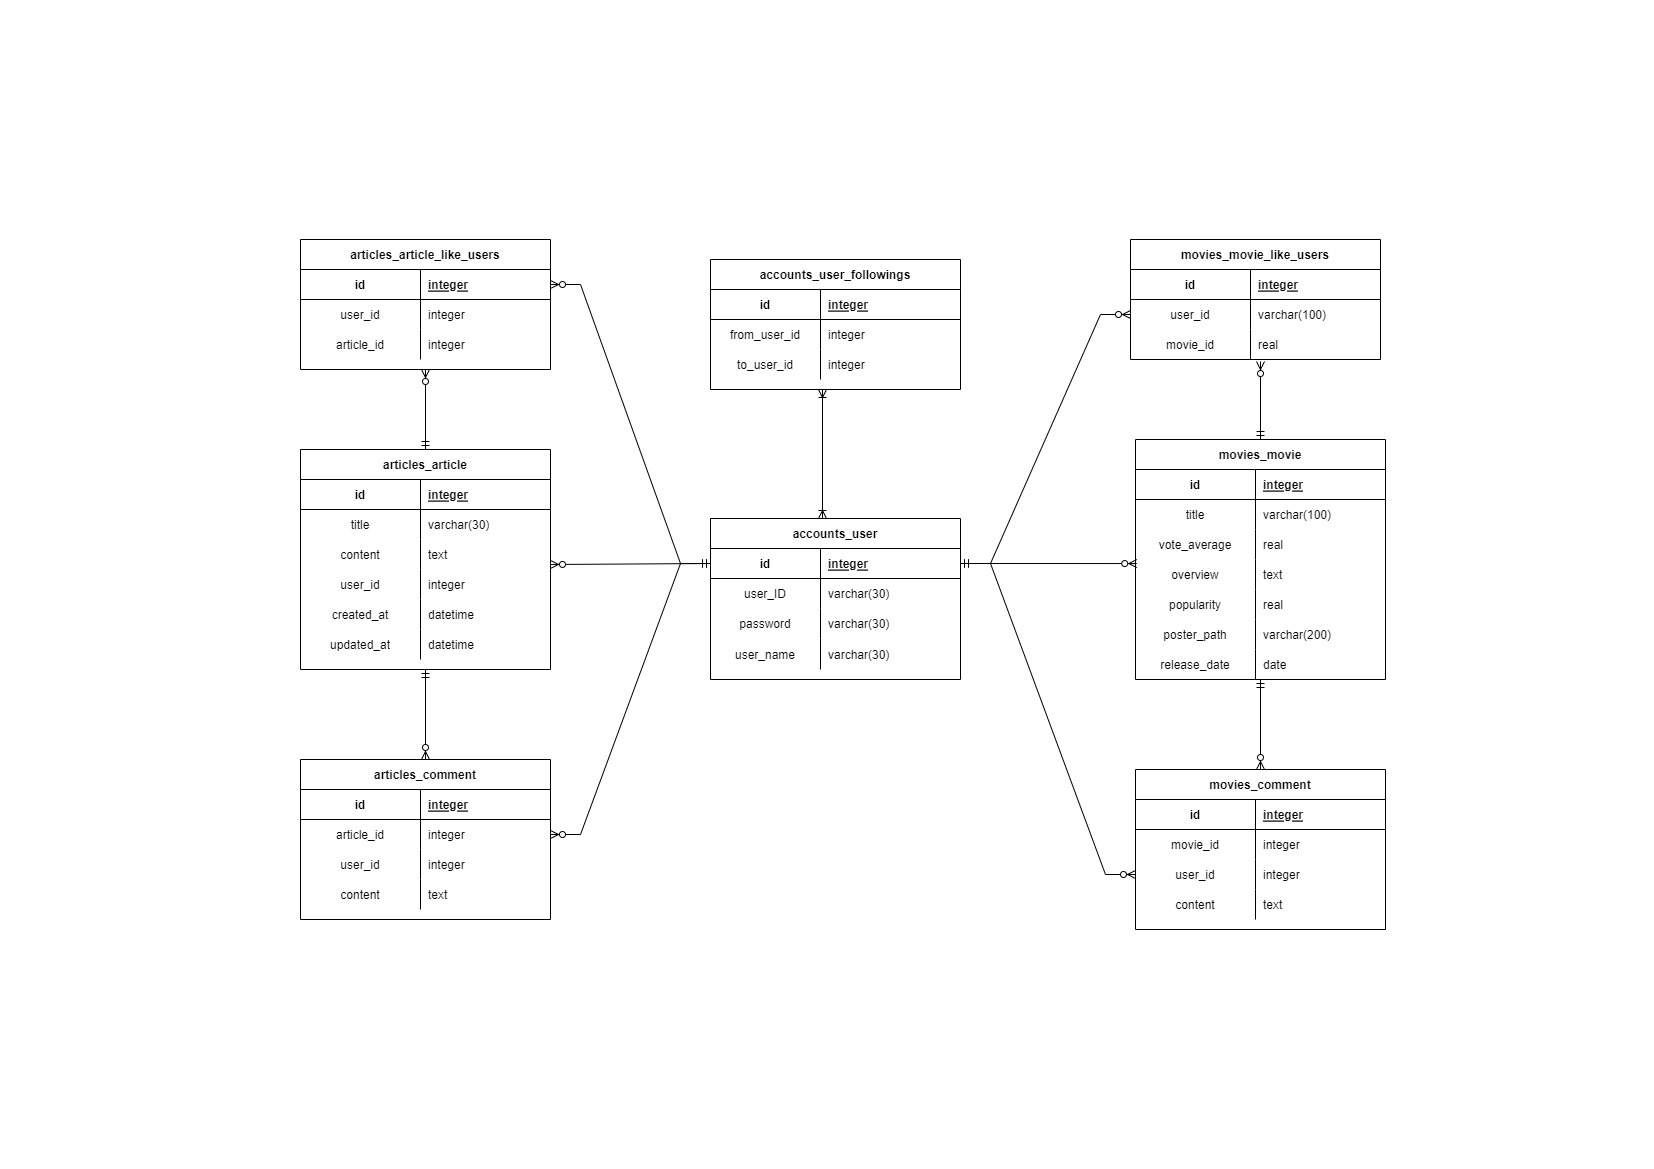 articles_article_like_users
id integer
user_id integer
article_id integer
articles_article
id integer
title varchar(30)
content text
user_id integer
created_at datetime
updated_at datetime
articles_comment
id integer
article_id integer
user_id integer
content text
accounts_user_followings
id integer
from_user_id integer
to_user_id integer
accounts_user
id integer
user_ID varchar(30)
password varchar(30)
user_name varchar(30)
movies_movie_like_users
id integer
user_id varchar(100)
movie_id real
movies_movie
id integer
title varchar(100)
vote_average real
overview text
popularity real
poster_path varchar(200)
release_date date
movies_comment
id integer
movie_id integer
user_id integer
content text